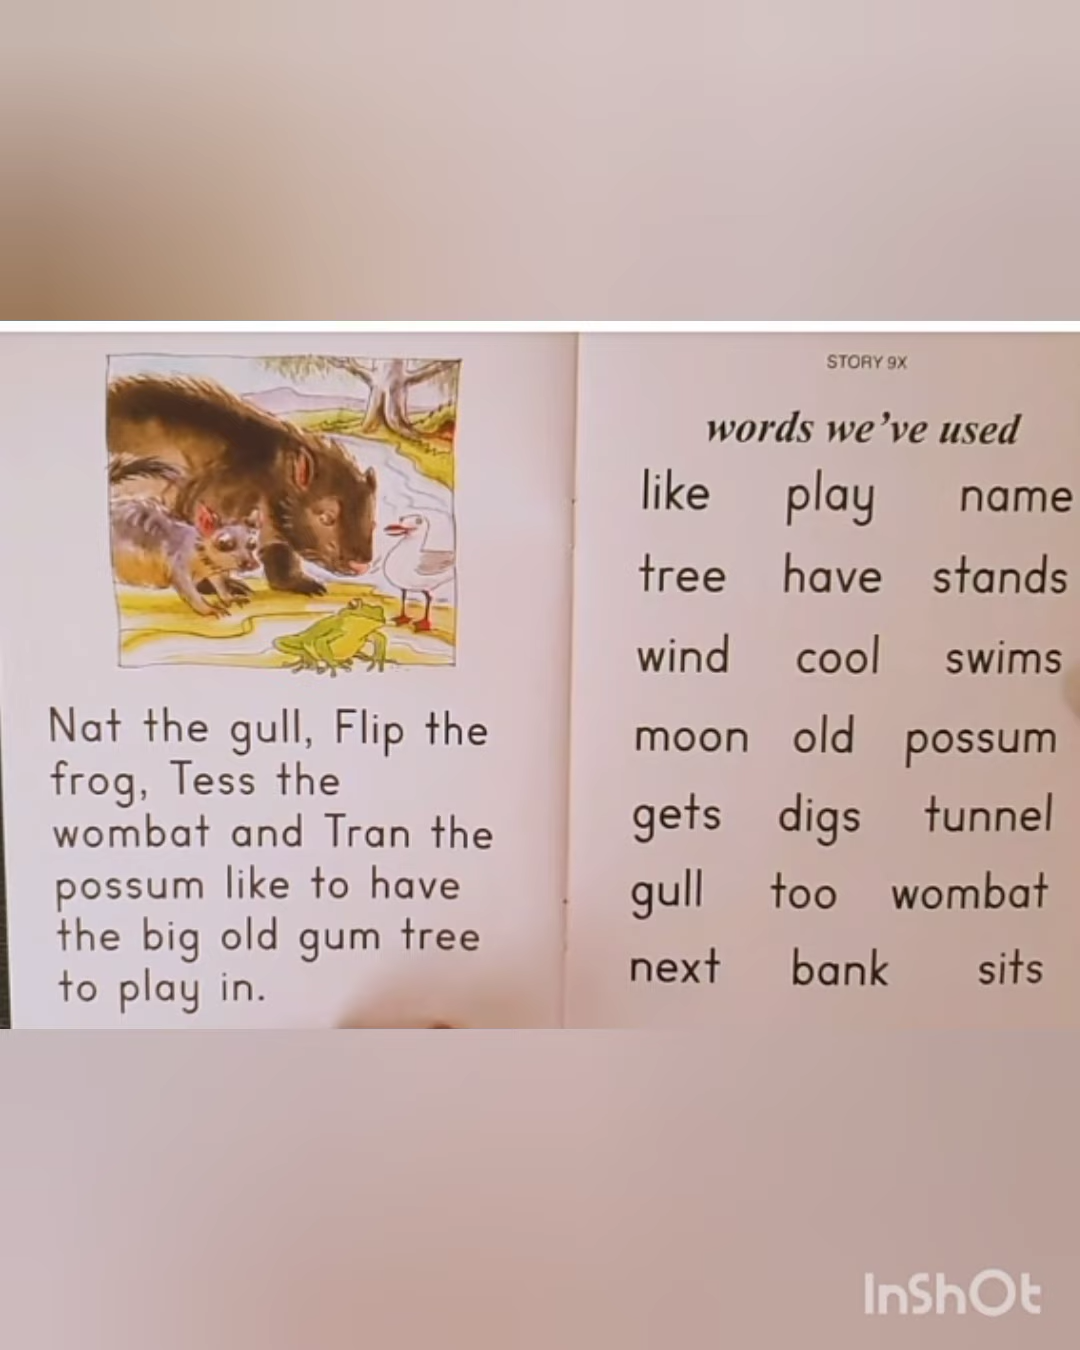 Nat the gull, Flip the
frog, Tess the
wombat and Tran the
possum like to have
the big old gum tree
to play in.
STORY 9X
words we've used
like play name
tree have stands
wind cool swims
moon old possum
gets digs tunnel
gull too wombat
next bank sits
InShOt